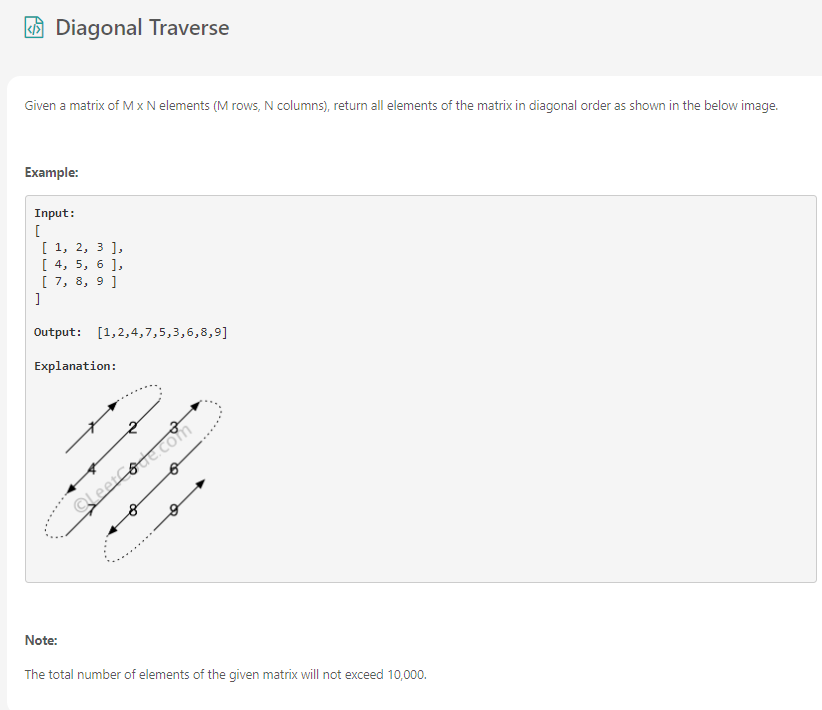 Diagonal Traverse
Given a matrix of M x N elements (M rows, N columns), return all elements of the matrix in diagonal order as shown in the below image.
Example:
Input:
[
[ 1, 2, 3 ],
[ 4, 5, 6 ],
[ 7, 8, 9 ]
]
Output: [1,2,4,7,5,3,6,8,9]
Explanation:
1 2 3
4 5 6
7 8 9
©LeetCode.com
Note:
The total number of elements of the given matrix will not exceed 10,000.